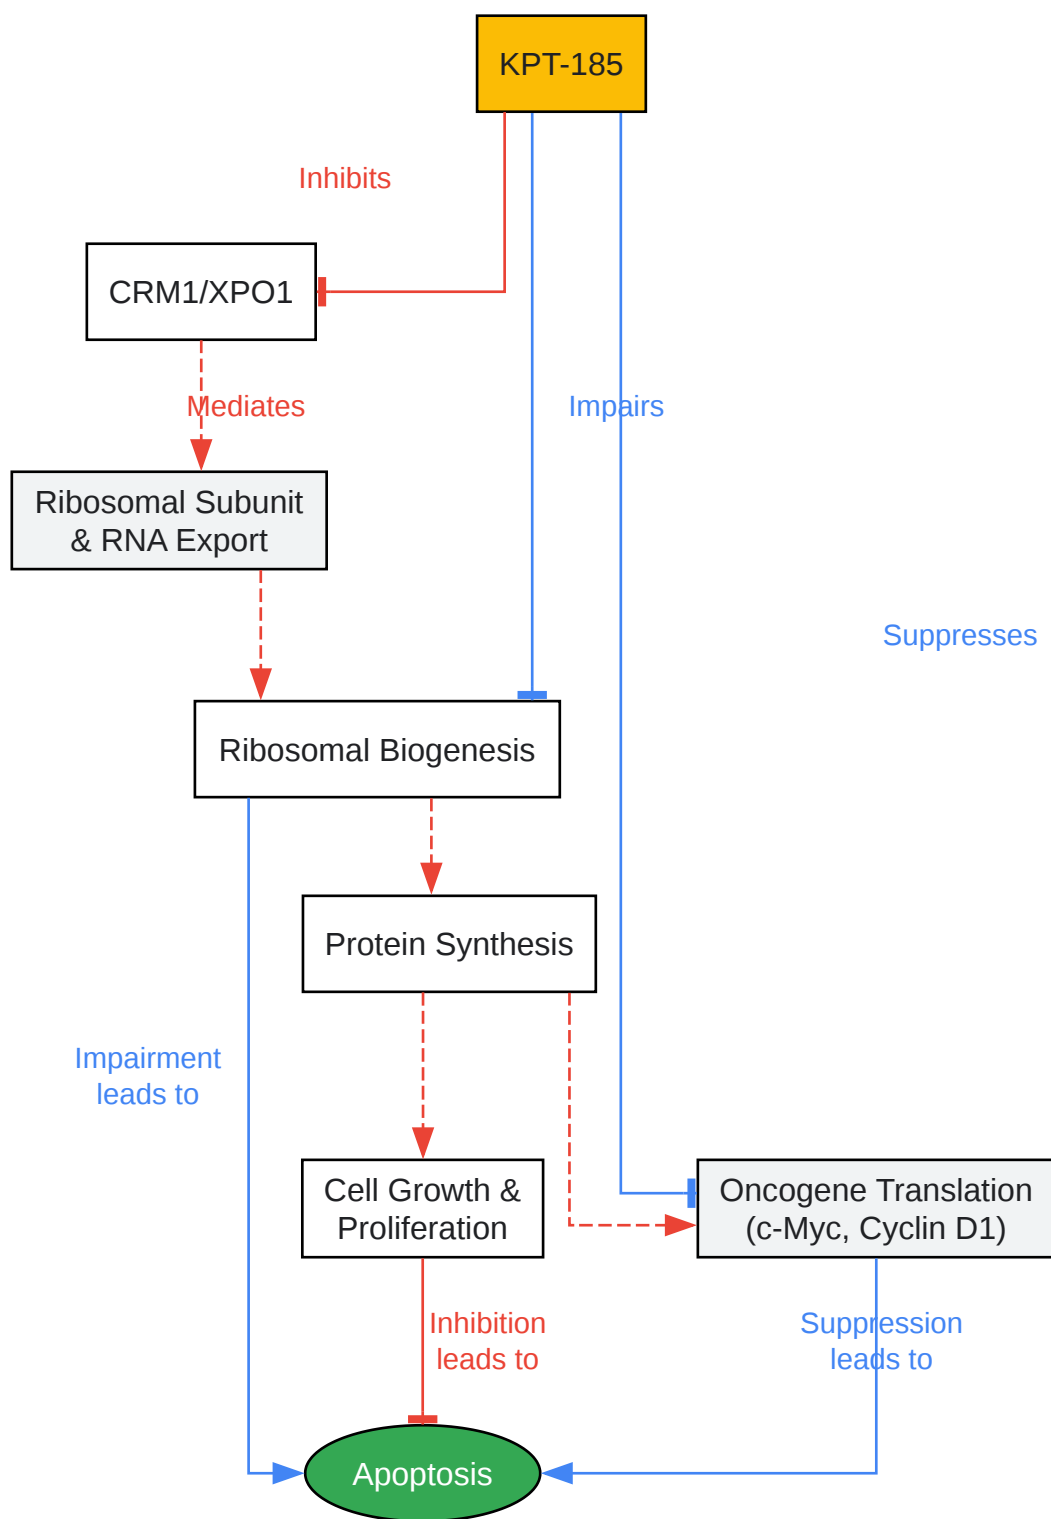 KPT-185
Inhibits
CRM1/XPO1
Mediates
Impairs
Ribosomal Subunit
& RNA Export
Suppresses
Ribosomal Biogenesis
Protein Synthesis
Impairment
leads to
Cell Growth &
Proliferation
Oncogene Translation
(c-Myc, Cyclin D1)
Inhibition
leads to
Suppression
leads to
Apoptosis